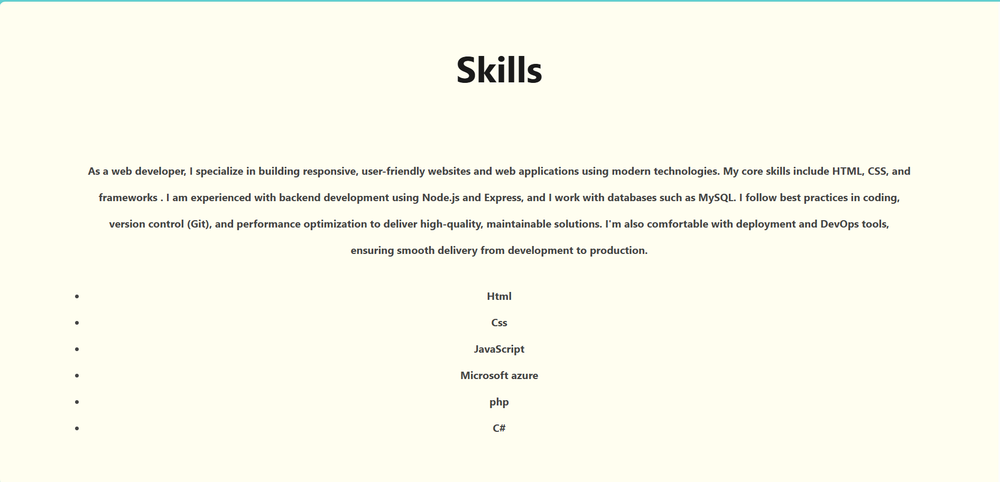 Skills
As a web developer, I specialize in building responsive, user-friendly websites and web applications using modern technologies. My core skills include HTML, CSS, and
frameworks . I am experienced with backend development using Node.js and Express, and I work with databases such as MySQL. I follow best practices in coding,
version control (Git), and performance optimization to deliver high-quality, maintainable solutions. I'm also comfortable with deployment and DevOps tools,
ensuring smooth delivery from development to production.
• Html
• Css
• JavaScript
• Microsoft azure
• php
• C#